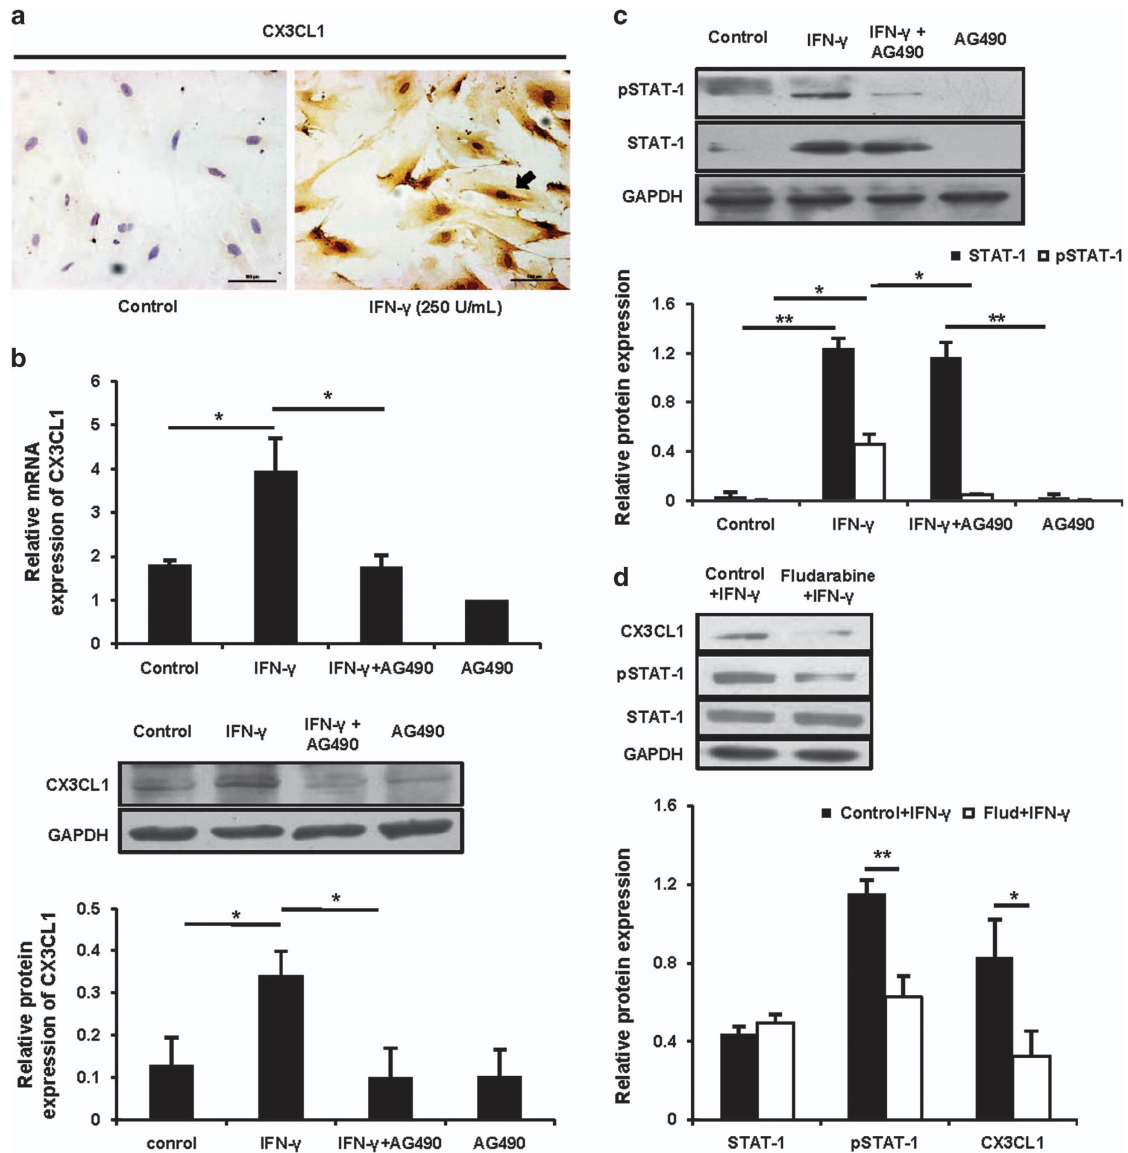 a
CX3CL1
Control
IFN-γ (250 U/mL)
b
Relative mRNA
expression of CX3CL1
6
5
4
3
2
1
0
*
*
Control
IFN-γ
IFN-γ+AG490
AG490
Control
IFN-γ
IFN-γ +
AG490
AG490
CX3CL1
GAPDH
Relative protein
expression of CX3CL1
0.5
0.4
0.3
0.2
0.1
0
*
*
conrol
IFN-γ
IFN-γ+AG490
AG490
c
Control
IFN-γ
IFN-γ +
AG490
AG490
pSTAT-1
STAT-1
GAPDH
STAT-1
pSTAT-1
Relative protein expression
1.6
1.2
0.8
0.4
0
*
**
*
**
Control
IFN-γ
IFN-γ+AG490
AG490
d
Control
+IFN-γ
Fludarabine
+IFN-γ
CX3CL1
pSTAT-1
STAT-1
GAPDH
Control+IFN-γ
Flud+IFN-γ
Relative protein expression
1.6
1.2
0.8
0.4
0
**
*
STAT-1
pSTAT-1
CX3CL1